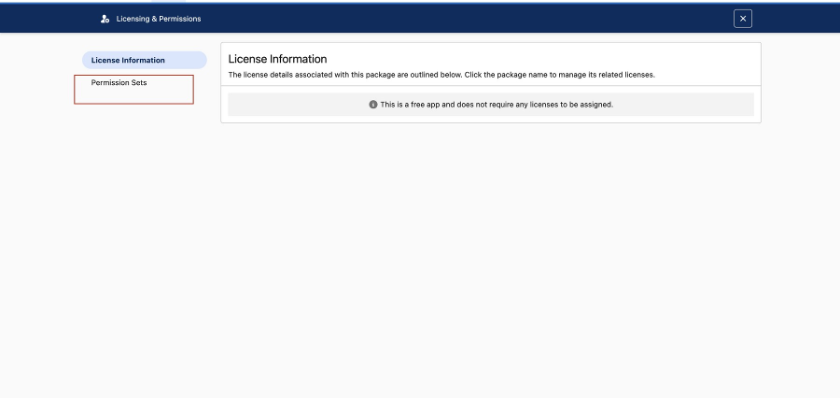 Licensing & Permissions
License Information
Permission Sets
License Information
The license details associated with this package are outlined below. Click the package name to manage its related licenses.
This is a free app and does not require any licenses to be assigned.